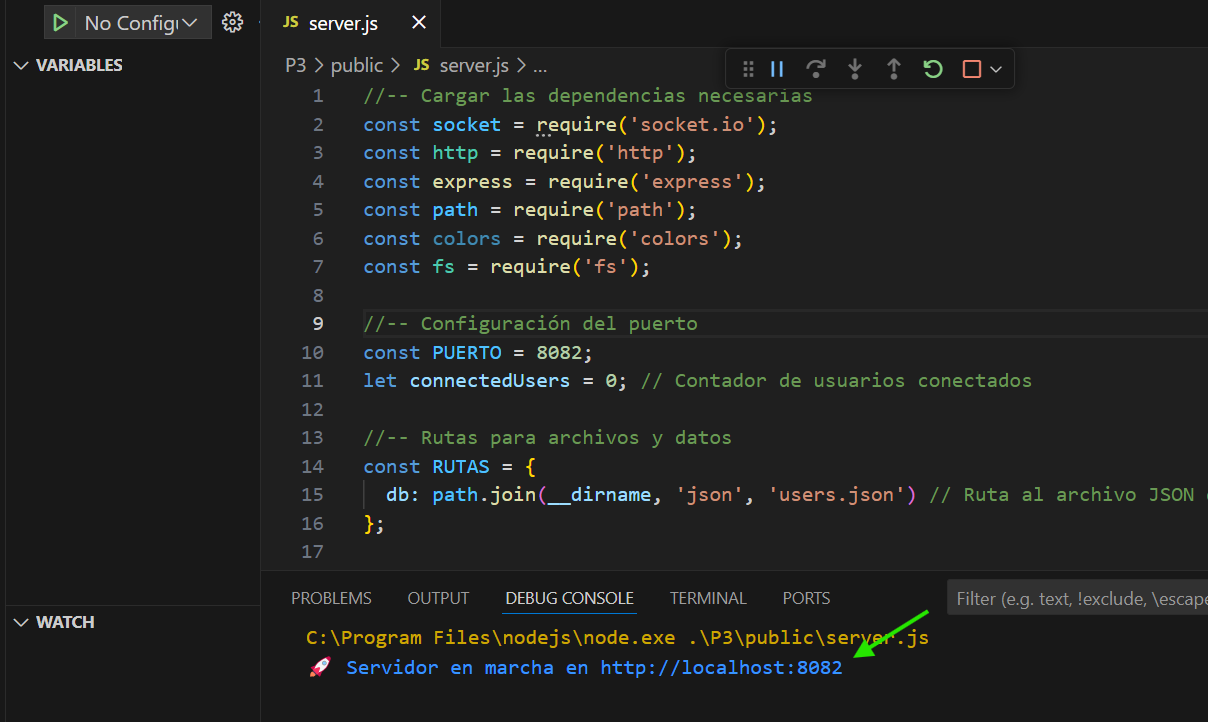 No Config
JS server.js
VARIABLES
P3 > public > JS server.js > ...
1 //-- Cargar las dependencias necesarias
2 const socket = require('socket.io');
3 const http = require('http');
4 const express = require('express');
5 const path = require('path');
6 const colors = require('colors');
7 const fs = require('fs');
8
9 //-- Configuración del puerto
10 const PUERTO = 8082;
11 let connectedUsers = 0; // Contador de usuarios conectados
12
13 //-- Rutas para archivos y datos
14 const RUTAS = {
15 db: path.join(__dirname, 'json', 'users.json') // Ruta al archivo JSON
16 };
17
PROBLEMS OUTPUT DEBUG CONSOLE TERMINAL PORTS Filter (e.g. text, !exclude, \escape
WATCH
C:\Program Files\nodejs\node.exe .\P3\public\server.js
🚀 Servidor en marcha en http://localhost:8082